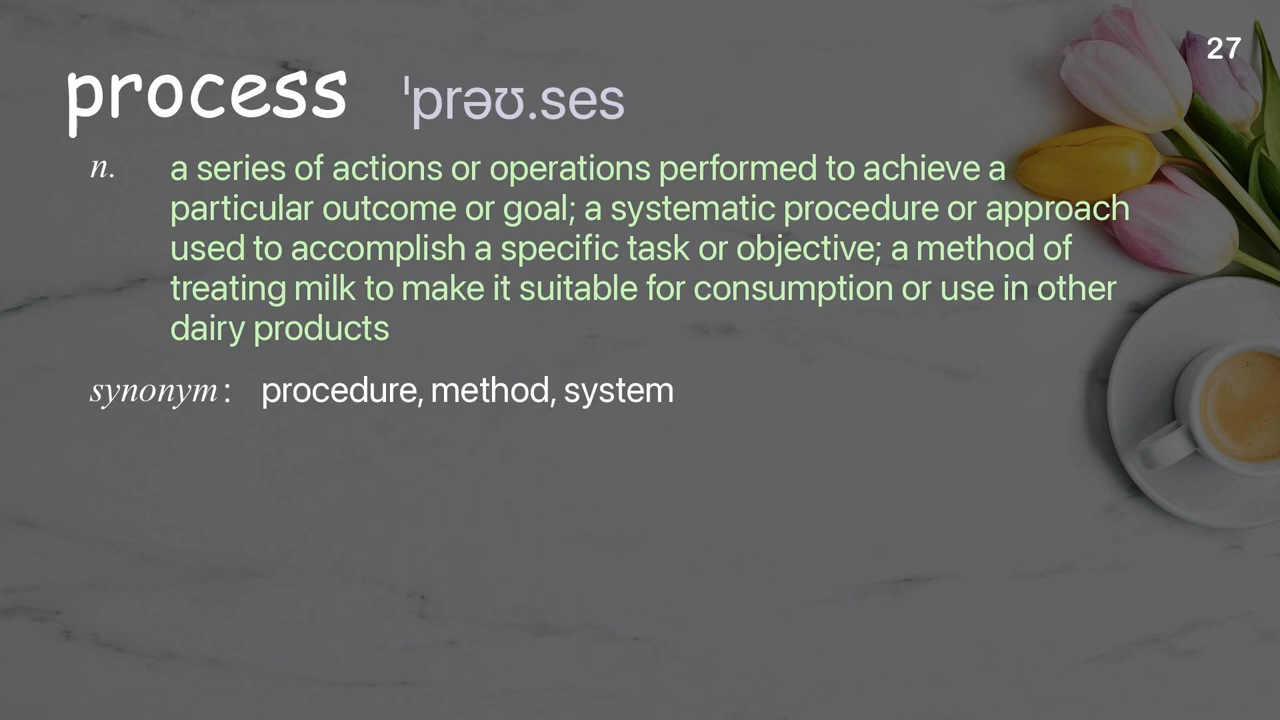 27
process ˈprəʊ.ses
n. a series of actions or operations performed to achieve a
particular outcome or goal; a systematic procedure or approach
used to accomplish a specific task or objective; a method of
treating milk to make it suitable for consumption or use in other
dairy products
synonym: procedure, method, system